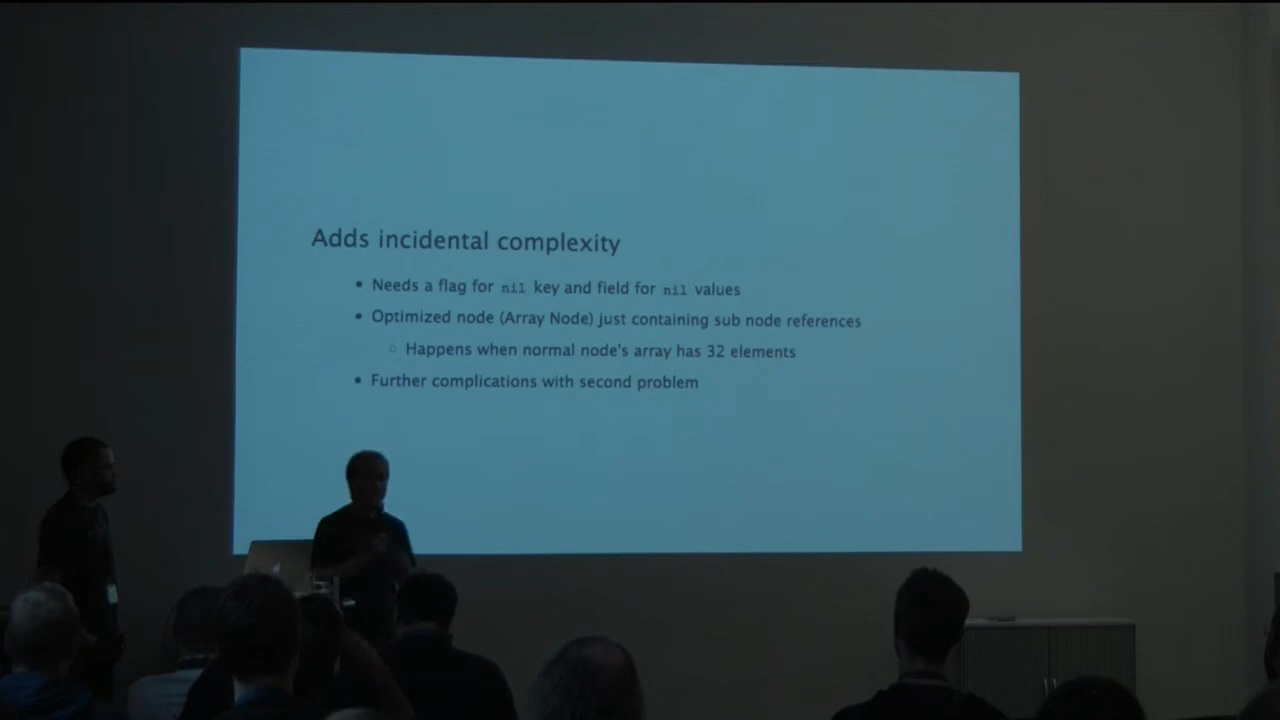 Adds incidental complexity
• Needs a flag for nil key and field for nil values
• Optimized node (Array Node) just containing sub node references
▫ Happens when normal node's array has 32 elements
• Further complications with second problem